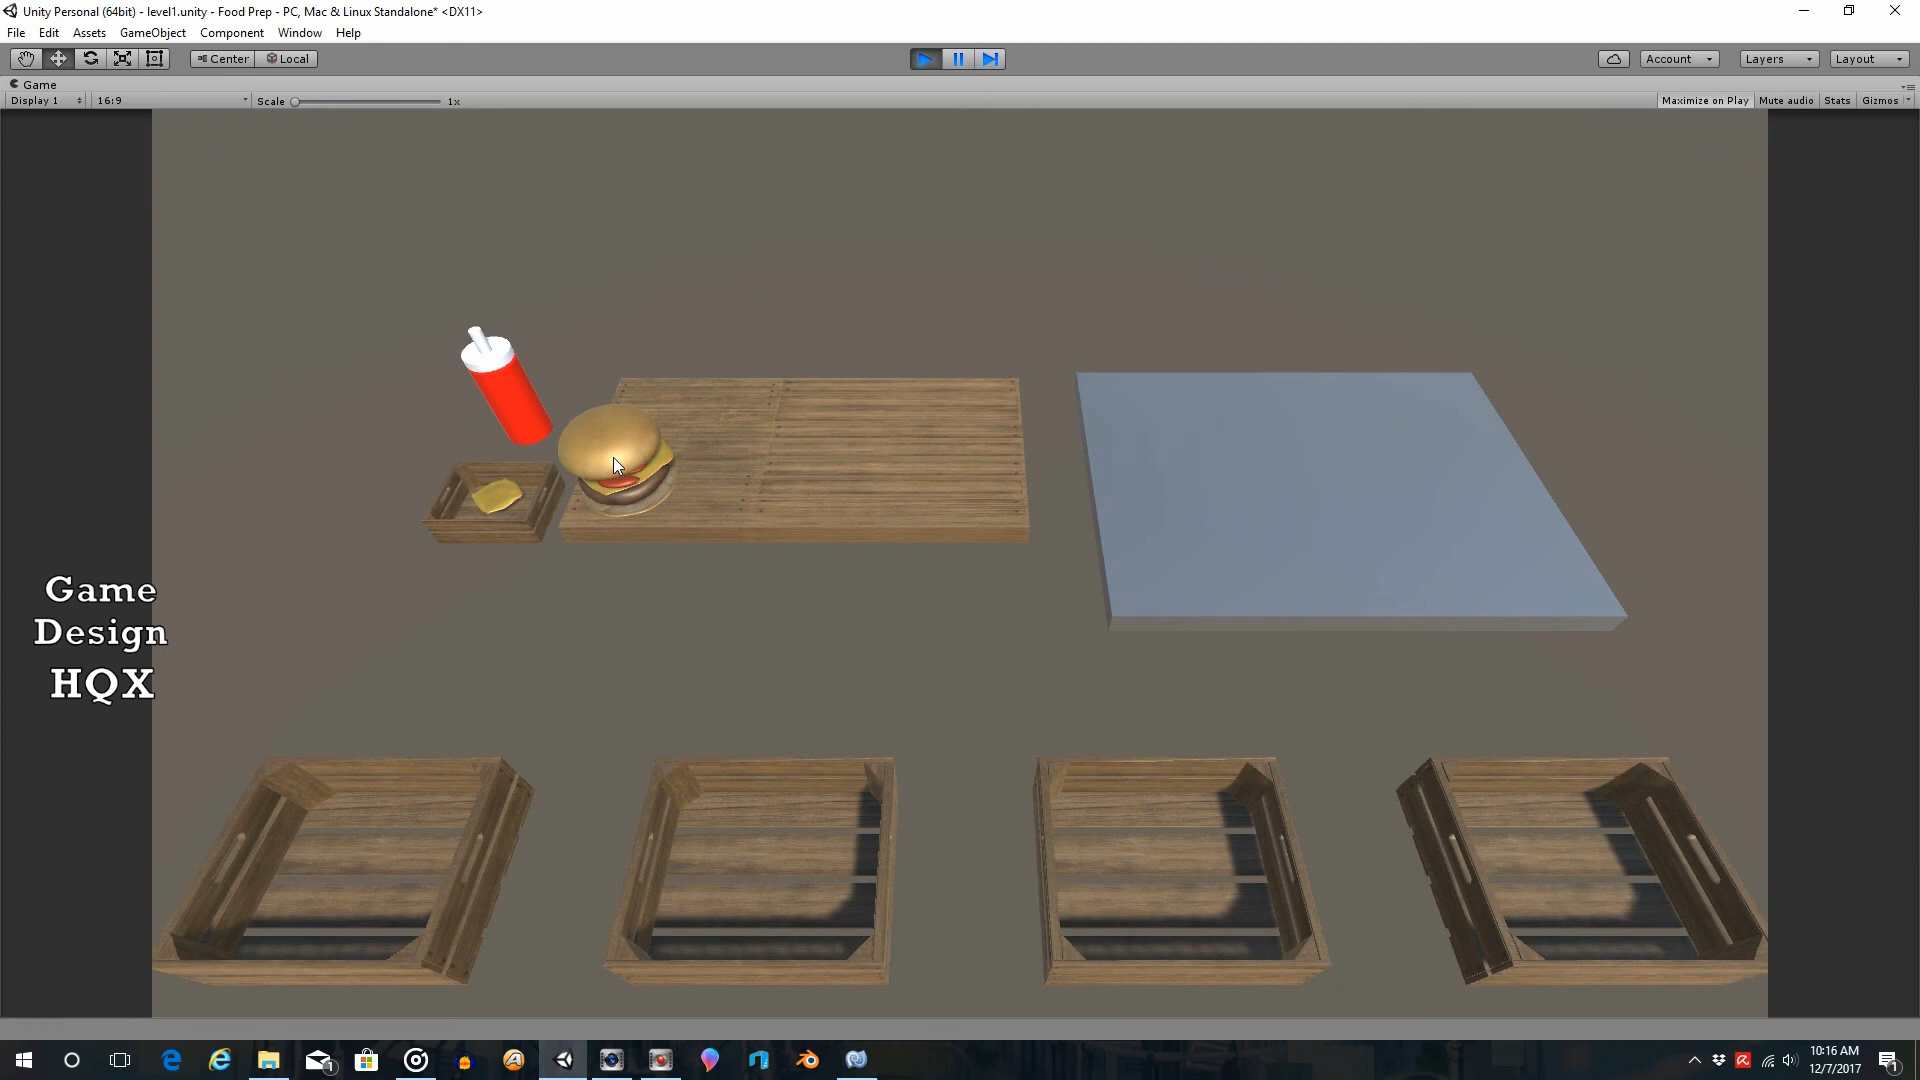 Unity Personal (64bit) - level1.unity - Food Prep - PC, Mac & Linux Standalone* <DX11>
File Edit Assets GameObject Component Window Help
Center Local Account Layers Layout
Game
Display 1 16:9 Scale 1x Maximize on Play Mute audio Stats Gizmos
Game
Design
HQX
10:16 AM
12/7/2017
1
1